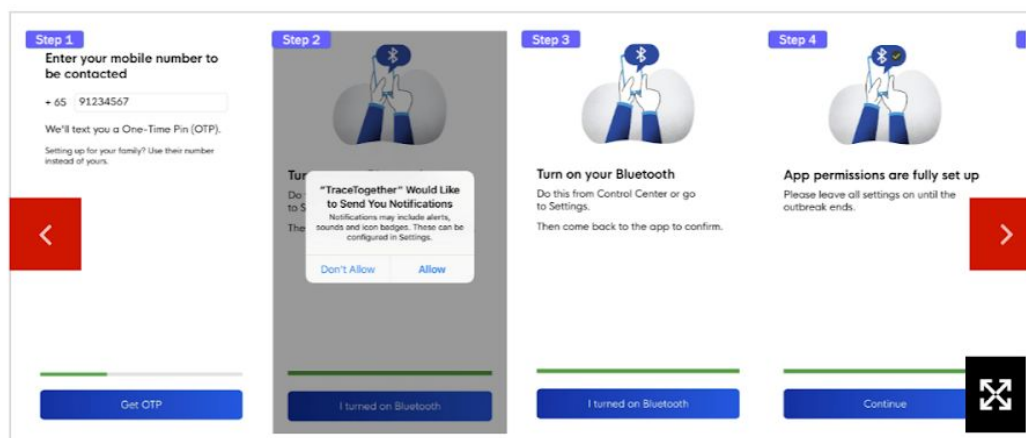 Step 1
Enter your mobile number to
be contacted
+ 65 91234567
We'll text you a One-Time Pin (OTP).
Setting up for your family? Use their number
instead of yours.
Get OTP
Step 2
Tur
Do
to S
The
"TraceTogether" Would Like
to Send You Notifications
Notifications may include alerts,
sounds and icon badges. These can be
configured in Settings.
Don't Allow Allow
I turned on Bluetooth
Step 3
Turn on your Bluetooth
Do this from Control Center or go
to Settings.
Then come back to the app to confirm.
I turned on Bluetooth
Step 4
App permissions are fully set up
Please leave all settings on until the
outbreak ends.
Continue